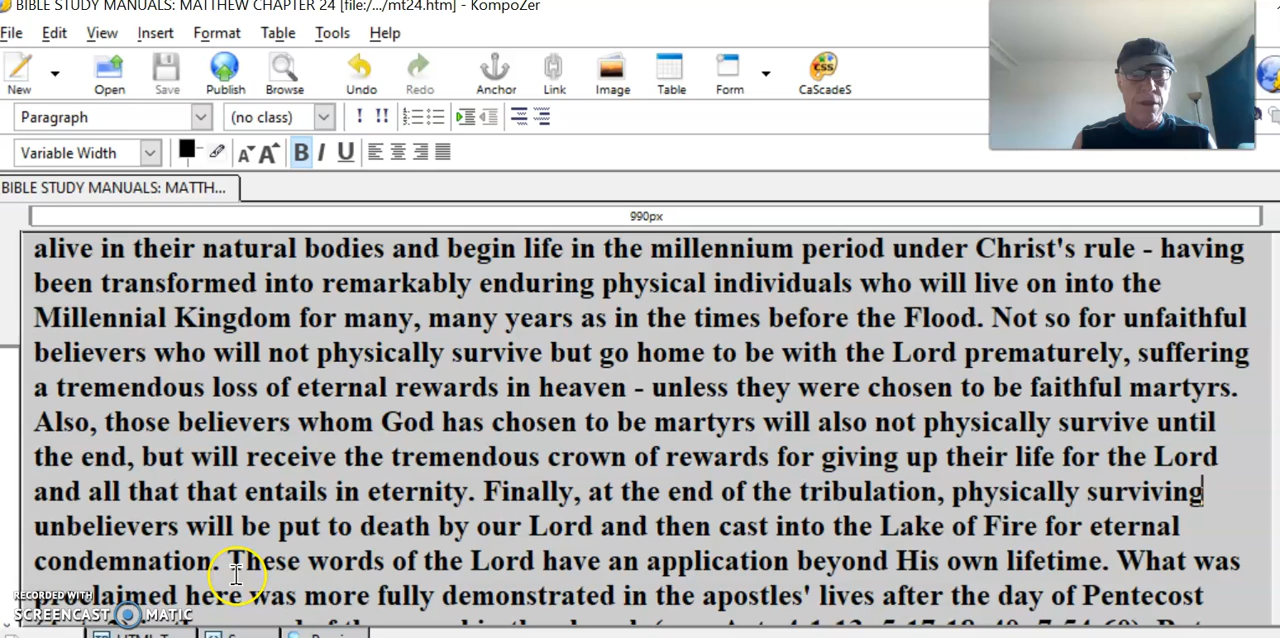 BIBLE STUDY MANUALS: MATTHEW CHAPTER 24 [file:/.../mt24.htm] - KompoZer
File Edit View Insert Format Table Tools Help
New Open Save Publish Browse Undo Redo Anchor Link Image Table Form CaScadeS
Paragraph (no class) ! !!
Variable Width A A B I U
BIBLE STUDY MANUALS: MATTH...
990px
alive in their natural bodies and begin life in the millennium period under Christ's rule - having
been transformed into remarkably enduring physical individuals who will live on into the
Millennial Kingdom for many, many years as in the times before the Flood. Not so for unfaithful
believers who will not physically survive but go home to be with the Lord prematurely, suffering
a tremendous loss of eternal rewards in heaven - unless they were chosen to be faithful martyrs.
Also, those believers whom God has chosen to be martyrs will also not physically survive until
the end, but will receive the tremendous crown of rewards for giving up their life for the Lord
and all that that entails in eternity. Finally, at the end of the tribulation, physically surviving
unbelievers will be put to death by our Lord and then cast into the Lake of Fire for eternal
condemnation. These words of the Lord have an application beyond His own lifetime. What was
here was more fully demonstrated in the apostles' lives after the day of Pentecost
RECORDED WITH
SCREENCAST MATIC